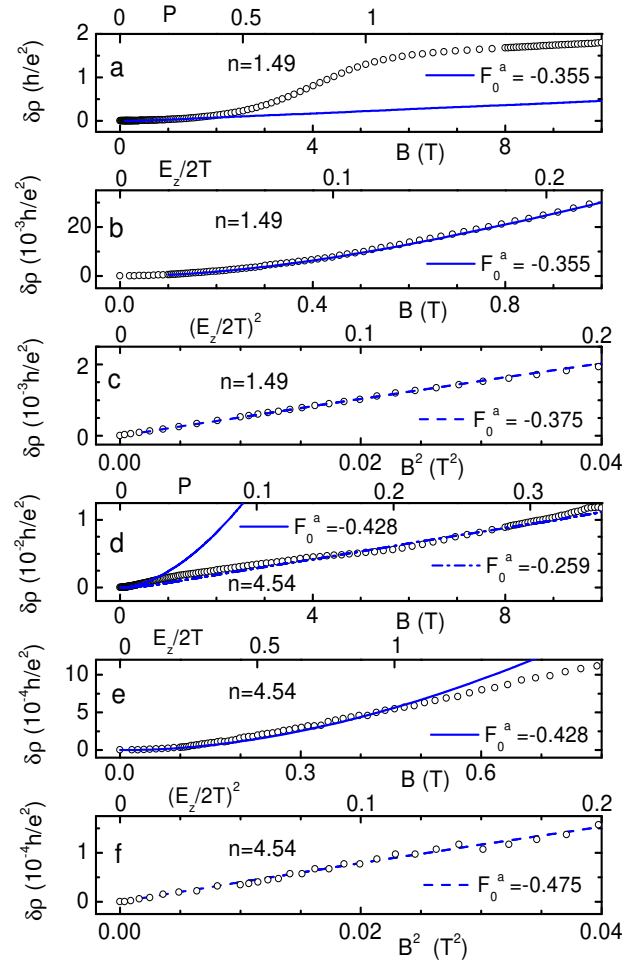 0 P 0.5 1
2
1
0
δρ (h/e²)
a
n=1.49
F₀ᵃ = -0.355
0 4 B (T) 8
0 E_z/2T 0.1 0.2
20
0
δρ (10⁻³h/e²)
b
n=1.49
F₀ᵃ = -0.355
0.0 0.4 B (T) 0.8
0 (E_z/2T)² 0.1 0.2
2
1
0
δρ (10⁻³h/e²)
c
n=1.49
F₀ᵃ = -0.375
0.00 0.02 B² (T²) 0.04
0 P 0.1 0.2 0.3
1
0
δρ (10⁻²h/e²)
d
F₀ᵃ =-0.428
n=4.54
F₀ᵃ =-0.259
0 4 B (T) 8
0 E_z/2T 0.5 1
10
5
0
δρ (10⁻⁴h/e²)
e
n=4.54
F₀ᵃ =-0.428
0.0 0.3 B (T) 0.6
0 (E_z/2T)² 0.1 0.2
1
0
δρ (10⁻⁴h/e²)
f
n=4.54
F₀ᵃ =-0.475
0.00 0.02 B² (T²) 0.04